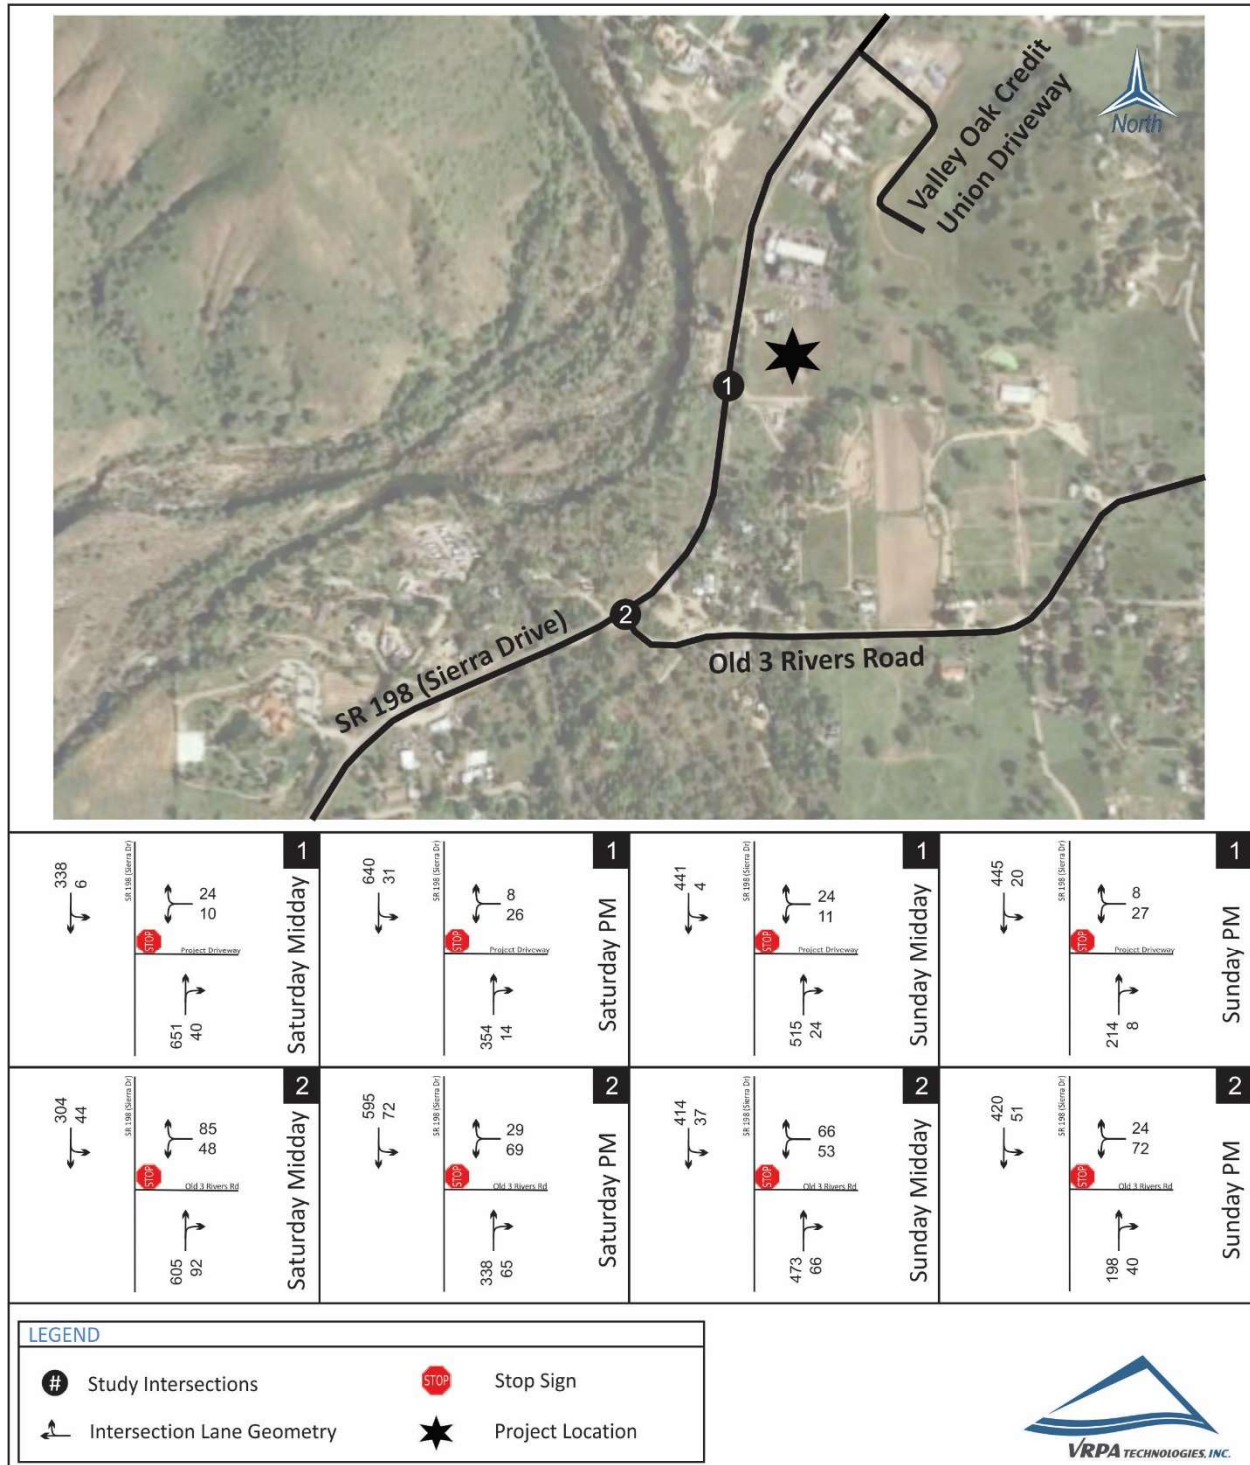 Valley Oak Credit
Union Driveway
North
1
2
SR 198 (Sierra Drive)
Old 3 Rivers Road
1
Saturday Midday
338
6
SR 198 (Sierra Dr)
24
10
STOP
Project Driveway
651
40
1
Saturday PM
640
31
SR 198 (Sierra Dr)
8
26
STOP
Project Driveway
354
14
1
Sunday Midday
441
4
SR 198 (Sierra Dr)
24
11
STOP
Project Driveway
515
24
1
Sunday PM
445
20
SR 198 (Sierra Dr)
8
27
STOP
Project Driveway
214
8
2
Saturday Midday
304
44
SR 198 (Sierra Dr)
85
48
STOP
Old 3 Rivers Rd
605
92
2
Saturday PM
595
72
SR 198 (Sierra Dr)
29
69
STOP
Old 3 Rivers Rd
338
65
2
Sunday Midday
414
37
SR 198 (Sierra Dr)
66
53
STOP
Old 3 Rivers Rd
473
66
2
Sunday PM
420
51
SR 198 (Sierra Dr)
24
72
STOP
Old 3 Rivers Rd
198
40
LEGEND
# Study Intersections
STOP Stop Sign
Intersection Lane Geometry
Project Location
VRPA TECHNOLOGIES, INC.